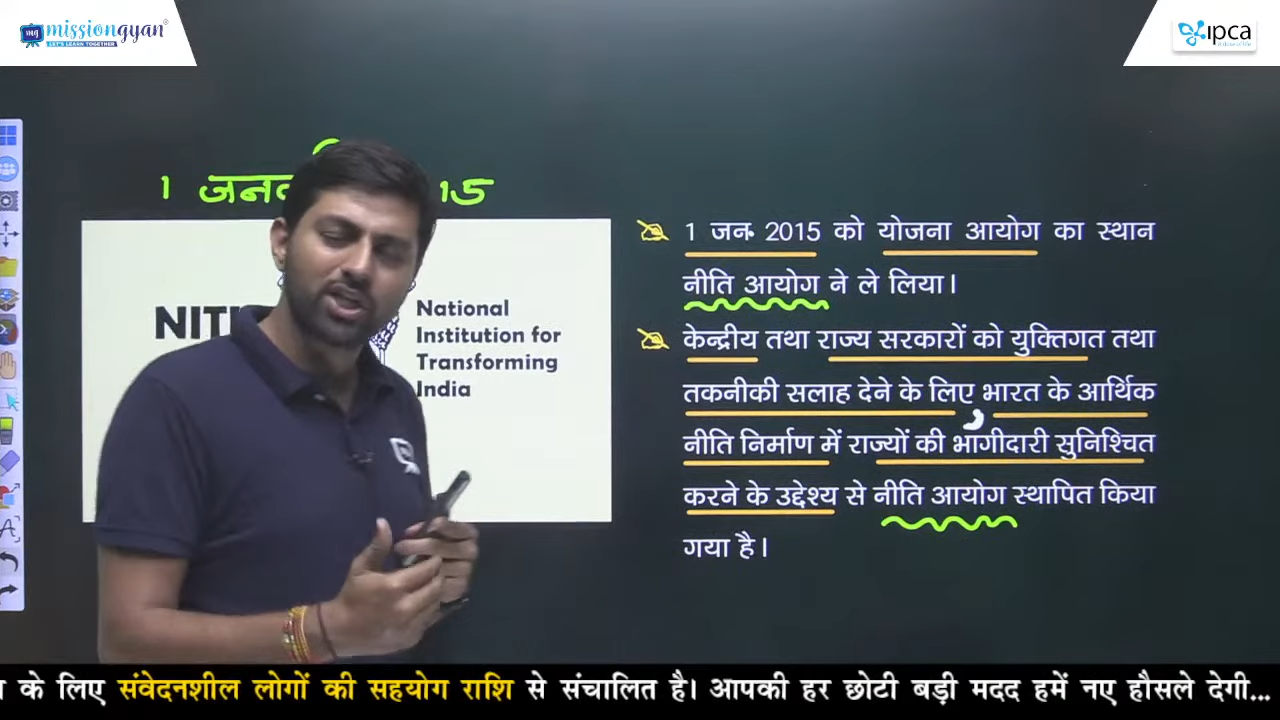 missiongyan
LET'S LEARN TOGETHER
ipca
1 15
National
Institution for
Transforming
India
1 जन. 2015 को योजना आयोग का स्थान
नीति आयोग ने ले लिया।
केन्द्रीय तथा राज्य सरकारों को युक्तिगत तथा
तकनीकी सलाह देने के लिए भारत के आर्थिक
नीति निर्माण में राज्यों की भागीदारी सुनिश्चित
करने के उद्देश्य से नीति आयोग स्थापित किया
गया है।
के लिए संवेदनशील लोगों की सहयोग राशि से संचालित है। आपकी हर छोटी बड़ी मदद हमें नए हौसले देगी...